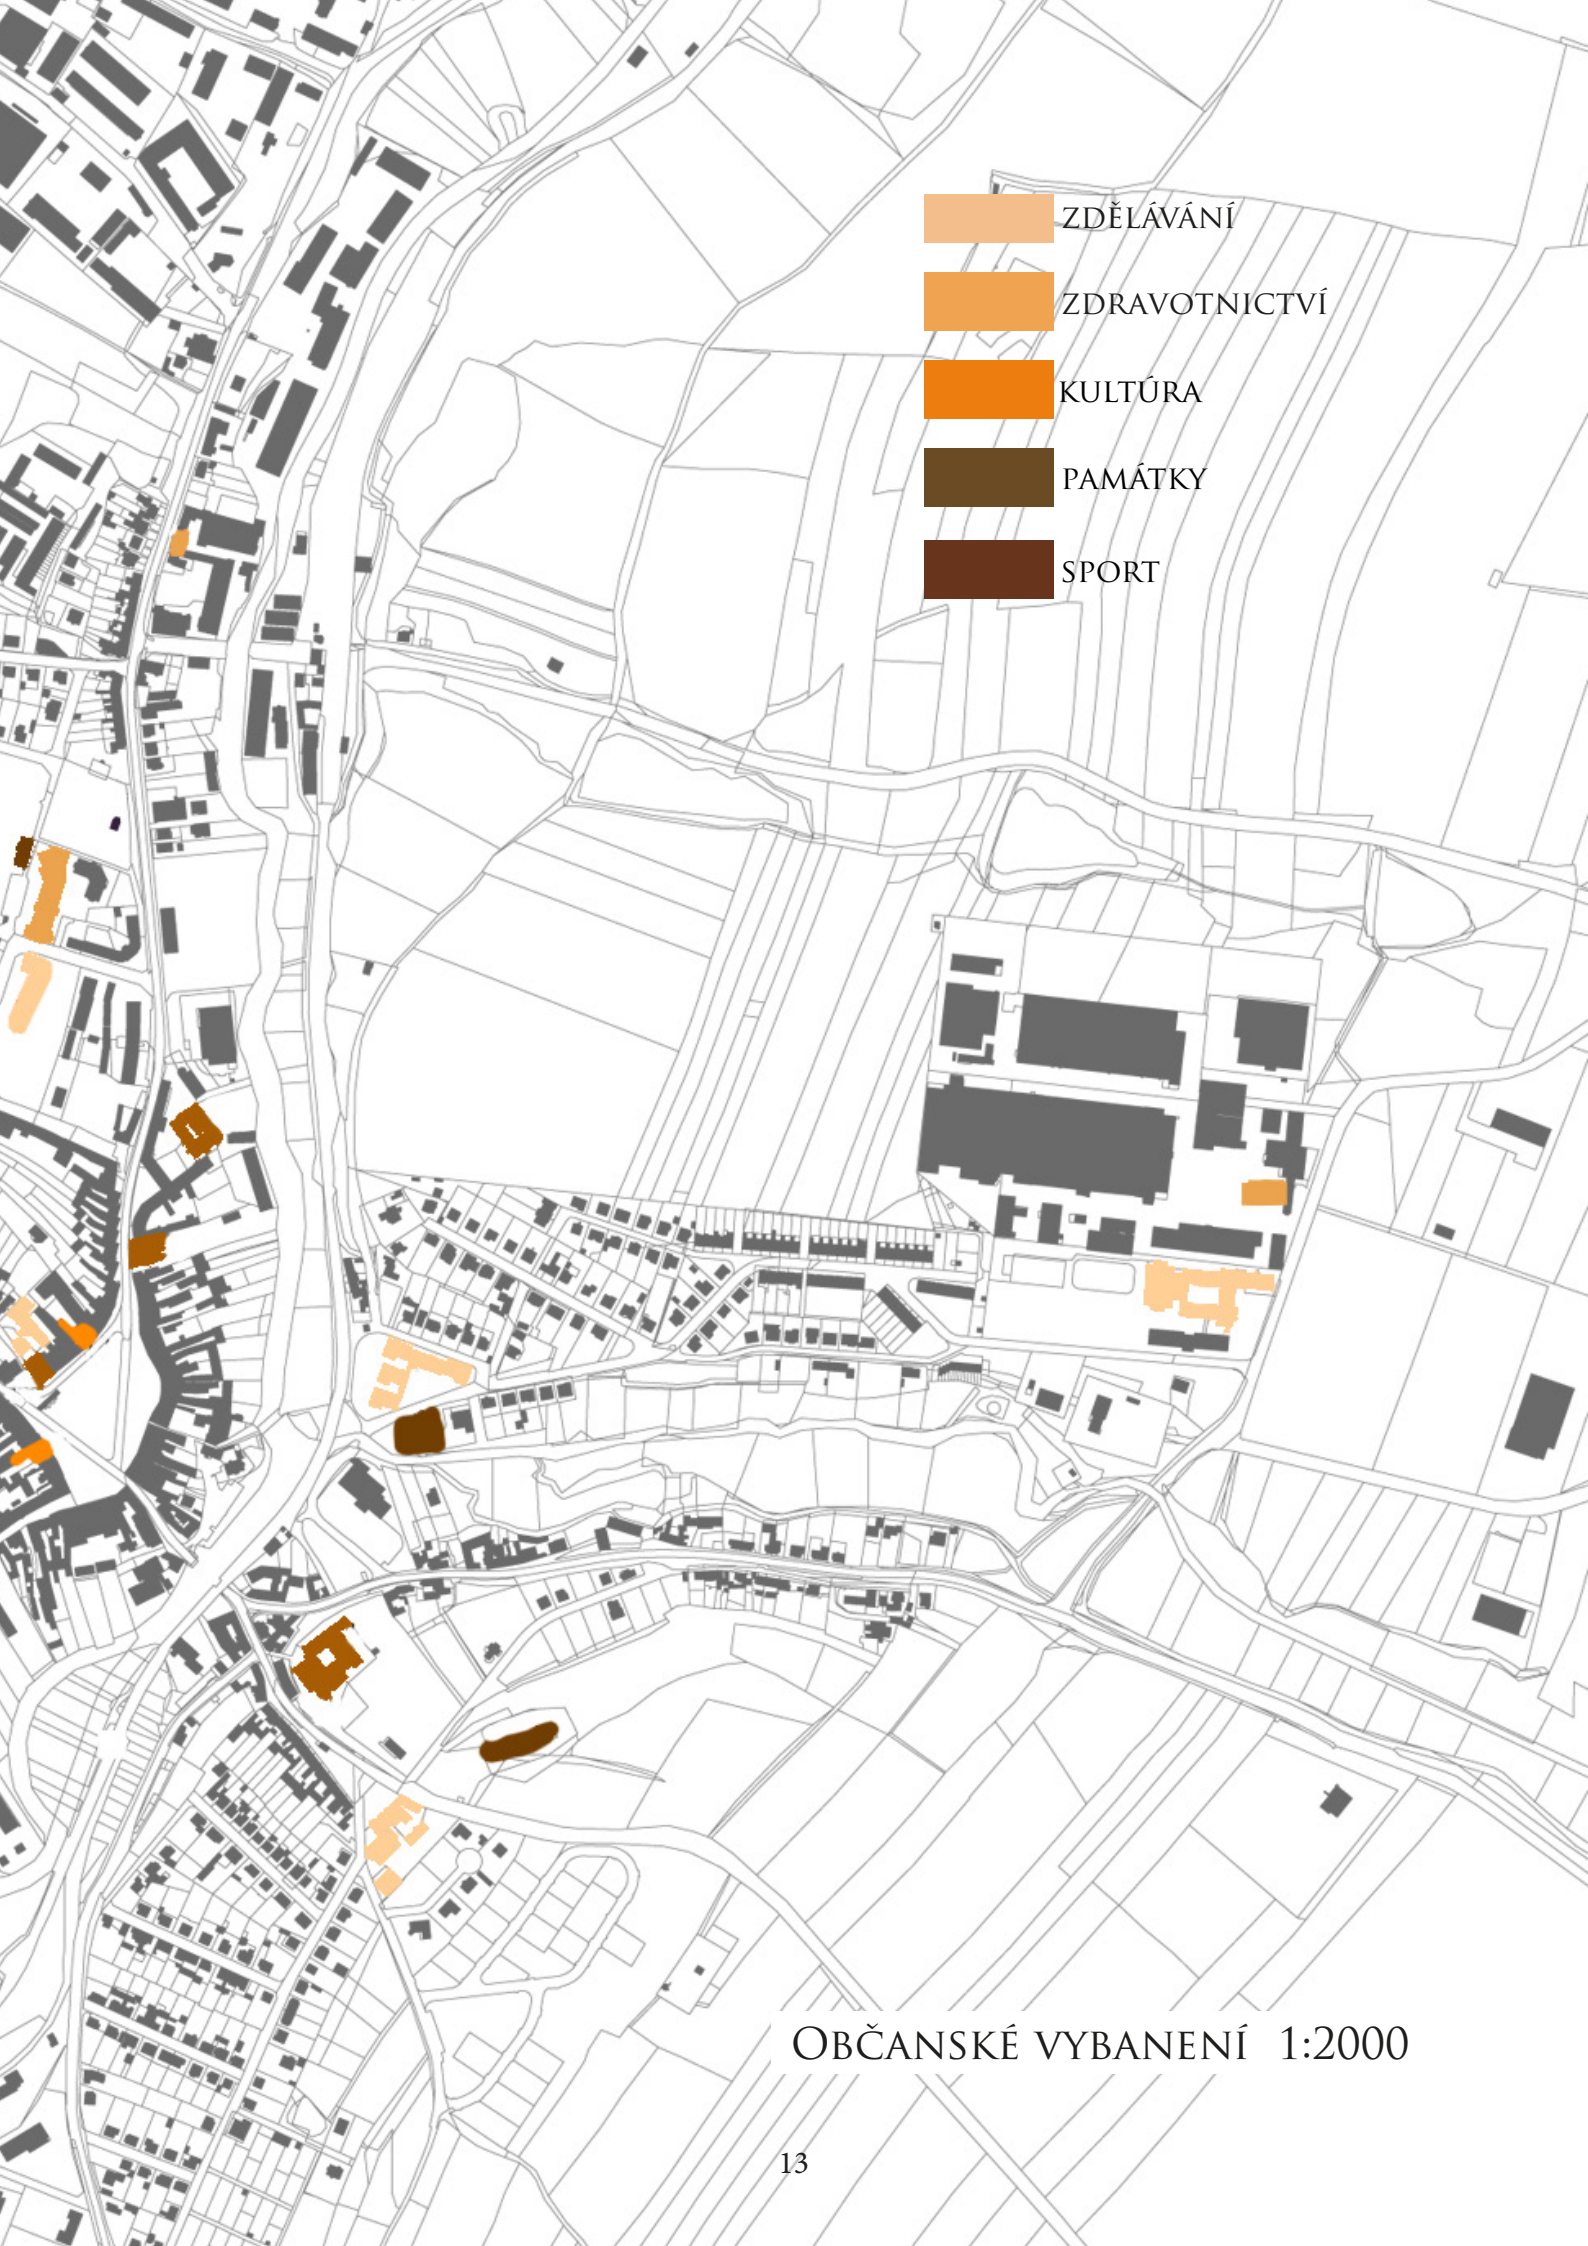 ZDĚLÁVÁNÍ
ZDRAVOTNICTVÍ
KULTÚRA
PAMÁTKY
SPORT
OBČANSKÉ VYBANENÍ 1:2000
13